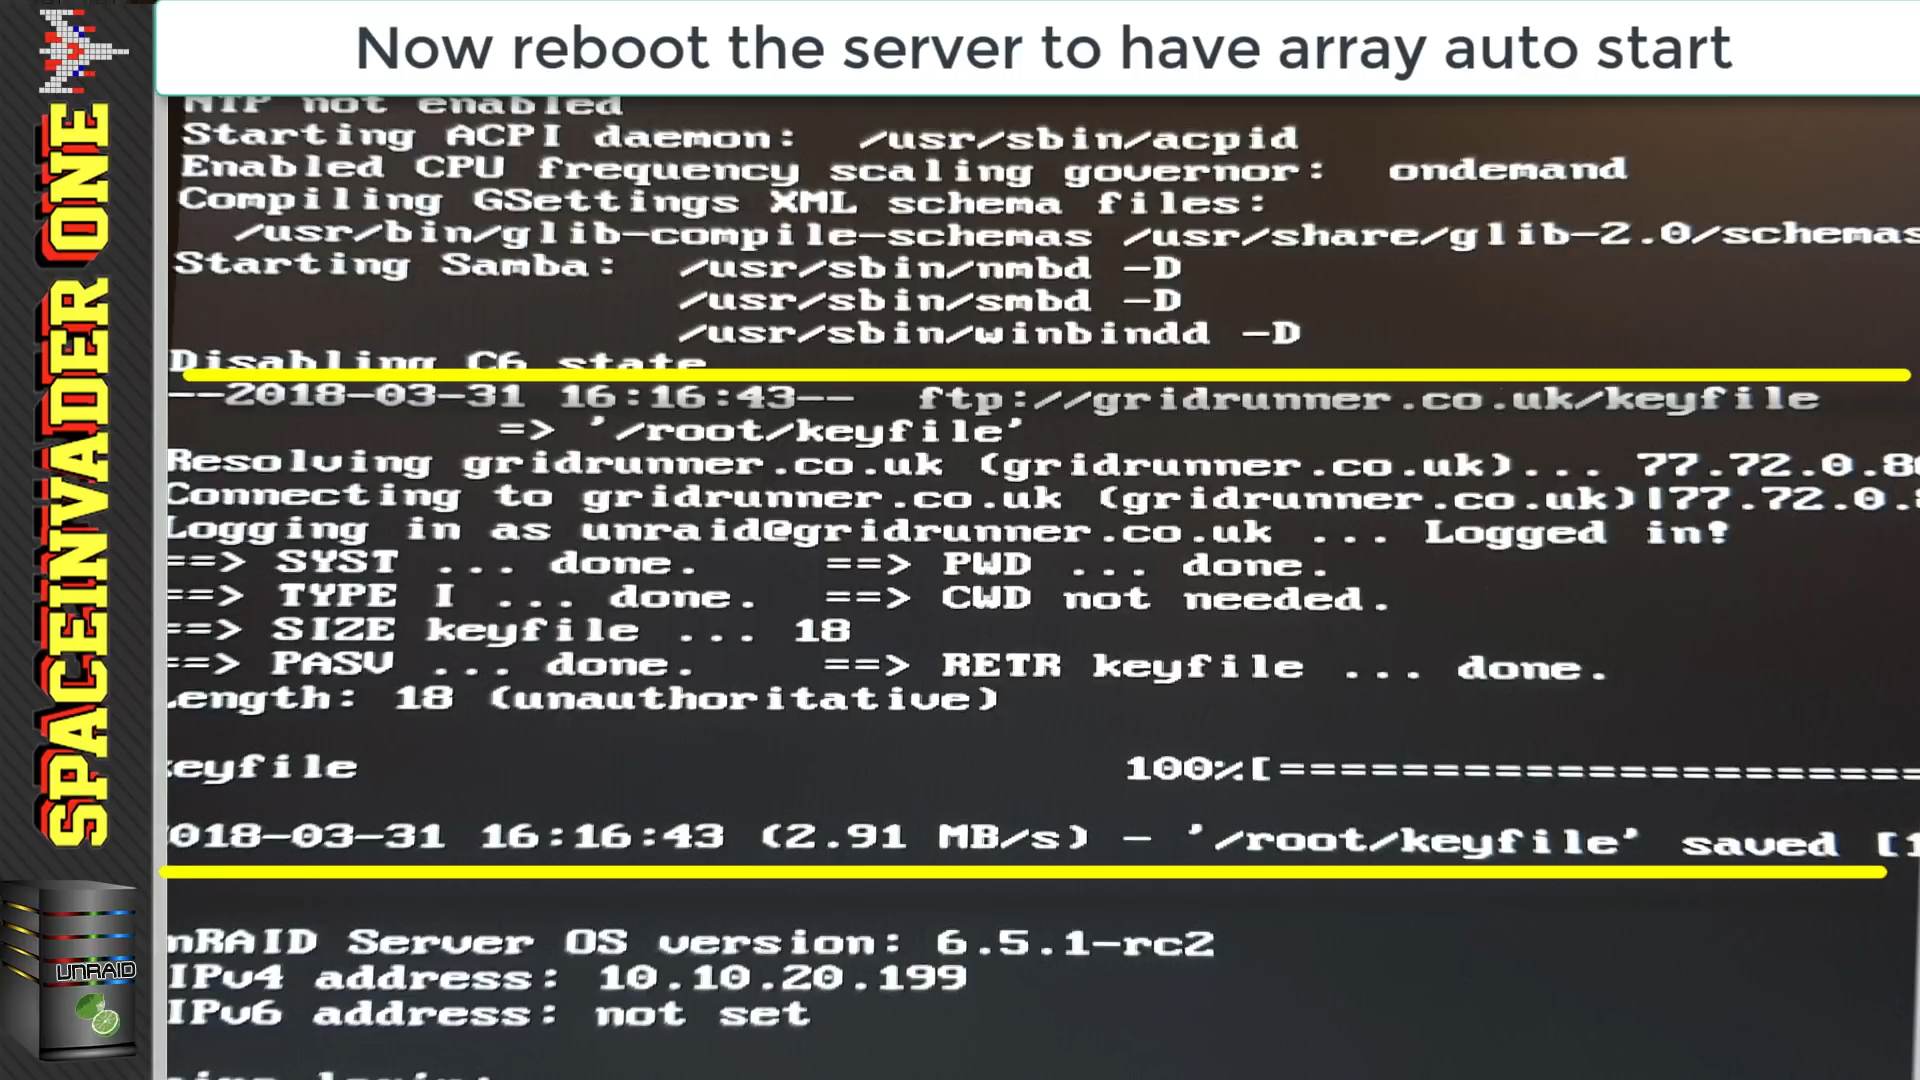 Now reboot the server to have array auto start
NTP not enabled
Starting ACPI daemon: /usr/sbin/acpid
Enabled CPU frequency scaling governor: ondemand
Compiling GSettings XML schema files:
/usr/bin/glib-compile-schemas /usr/share/glib-2.0/schemas
Starting Samba: /usr/sbin/nmbd -D
/usr/sbin/smbd -D
/usr/sbin/winbindd -D
Disabling C6 state
--2018-03-31 16:16:43-- ftp://gridrunner.co.uk/keyfile
=> '/root/keyfile'
Resolving gridrunner.co.uk (gridrunner.co.uk)... 77.72.0.8
Connecting to gridrunner.co.uk (gridrunner.co.uk)|77.72.0.
Logging in as unraid@gridrunner.co.uk ... Logged in!
==> SYST ... done. ==> PWD ... done.
==> TYPE I ... done. ==> CWD not needed.
==> SIZE keyfile ... 18
==> PASV ... done. ==> RETR keyfile ... done.
Length: 18 (unauthoritative)
keyfile 100%[=======================
018-03-31 16:16:43 (2.91 MB/s) - '/root/keyfile' saved [1
nRAID Server OS version: 6.5.1-rc2
IPv4 address: 10.10.20.199
IPv6 address: not set
login:
SPACEINVADER ONE
UNRAID